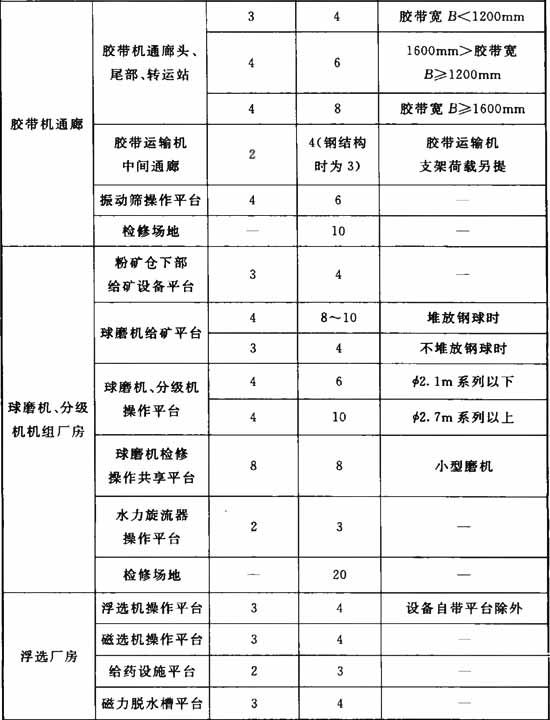 胶带机通廊
胶带机通廊头、
尾部、转运站
3 4 胶带宽 B<1200mm
4 6 1600mm>胶带宽
B≥1200mm
4 8 胶带宽 B≥1600mm
胶带运输机
中间通廊
2
4(钢结构
时为 3)
胶带运输机
支架荷载另提
振动筛操作平台 4 6 —
检修场地 — 10 —
球磨机、分级
机机组厂房
粉矿仓下部
给矿设备平台
3 4 —
球磨机给矿平台
4 8～10 堆放钢球时
3 4 不堆放钢球时
球磨机、分级机
操作平台
4 6 ϕ2.1m 系列以下
4 10 ϕ2.7m 系列以上
球磨机检修
操作共享平台
8 8 小型磨机
水力旋流器
操作平台
2 3 —
检修场地 — 20 —
浮选厂房
浮选机操作平台 3 4 设备自带平台除外
磁选机操作平台 3 4 —
给药设施平台 2 3 —
磁力脱水槽平台 3 4 —